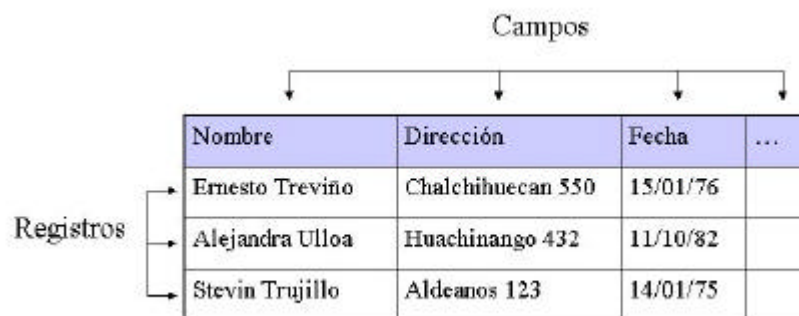 Campos
Nombre Dirección Fecha ...
Ernesto Treviño Chalchihuecan 550 15/01/76
Registros
Alejandra Ulloa Huachinango 432 11/10/82
Stevin Trujillo Aldeanos 123 14/01/75